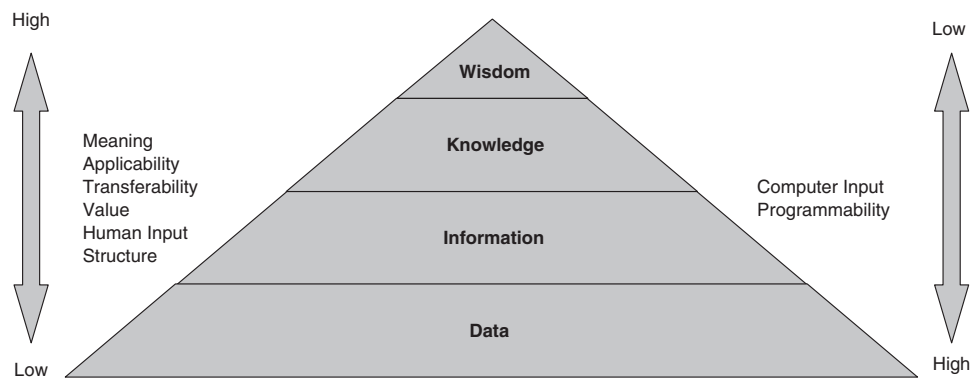 High
Low
Wisdom
Meaning
Applicability
Transferability
Value
Human Input
Structure
Knowledge
Computer Input
Programmability
Information
Data
Low
High